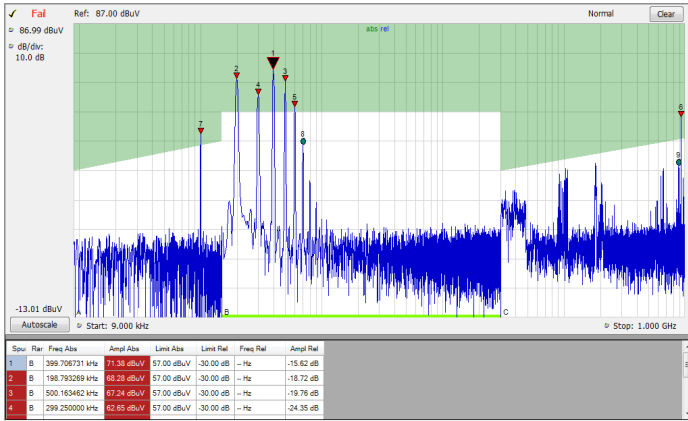 ✓ Fail Ref: 87.00 dBuV Normal Clear
86.99 dBuV
abs rel
dB/div:
10.0 dB
1
2
3
4
5
6
7
8
9
-13.01 dBuV
A B C
Autoscale Start: 9.000 kHz Stop: 1.000 GHz
Spu Rar Freq Abs Ampl Abs Limit Abs Limit Rel Freq Rel Ampl Rel
1 B 399.706731 kHz 71.38 dBuV 57.00 dBuV -30.00 dB -- Hz -15.62 dB
2 B 198.793269 kHz 68.28 dBuV 57.00 dBuV -30.00 dB -- Hz -18.72 dB
3 B 500.163462 kHz 67.24 dBuV 57.00 dBuV -30.00 dB -- Hz -19.76 dB
4 B 299.250000 kHz 62.65 dBuV 57.00 dBuV -30.00 dB -- Hz -24.35 dB